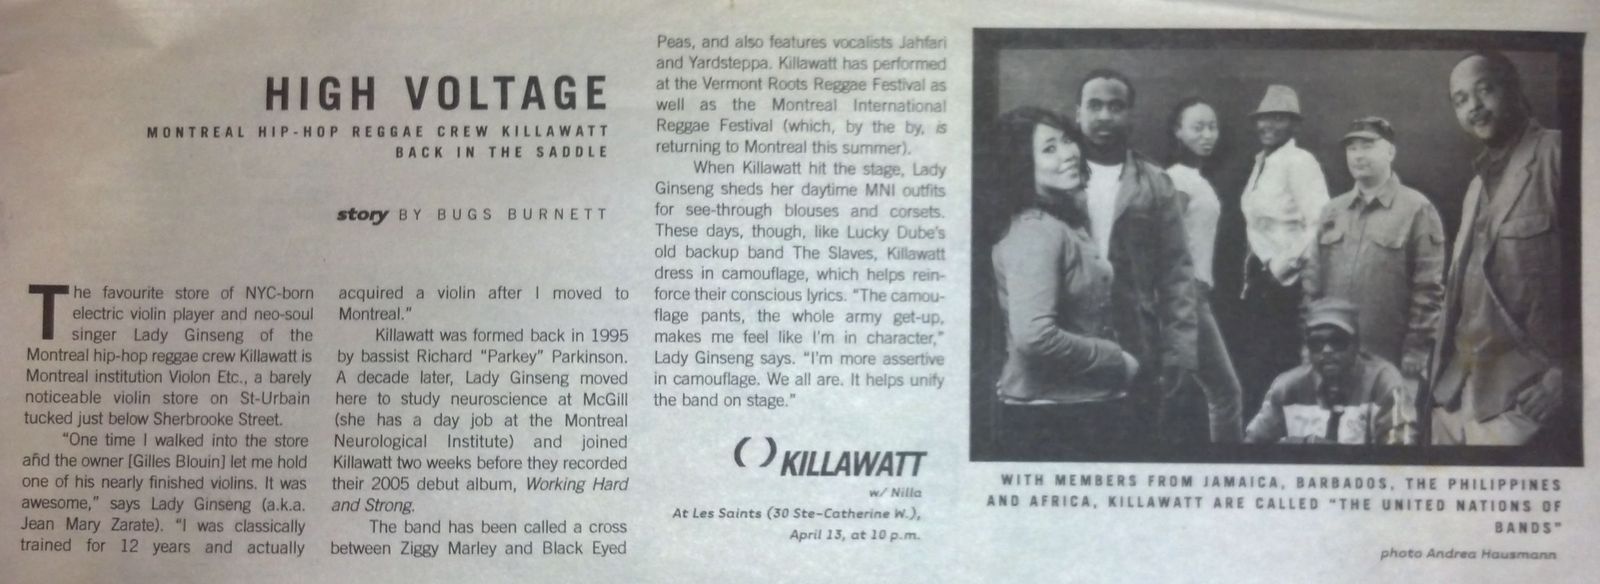 HIGH VOLTAGE
MONTREAL HIP-HOP REGGAE CREW KILLAWATT
BACK IN THE SADDLE
story BY BUGS BURNETT
The favourite store of NYC-born
electric violin player and neo-soul
singer Lady Ginseng of the
Montreal hip-hop reggae crew Killawatt is
Montreal institution Violon Etc., a barely
noticeable violin store on St-Urbain
tucked just below Sherbrooke Street.
"One time I walked into the store
and the owner [Gilles Blouin] let me hold
one of his nearly finished violins. It was
awesome," says Lady Ginseng (a.k.a.
Jean Mary Zarate). "I was classically
trained for 12 years and actually
acquired a violin after I moved to
Montreal."
Killawatt was formed back in 1995
by bassist Richard "Parkey" Parkinson.
A decade later, Lady Ginseng moved
here to study neuroscience at McGill
(she has a day job at the Montreal
Neurological Institute) and joined
Killawatt two weeks before they recorded
their 2005 debut album, Working Hard
and Strong.
The band has been called a cross
between Ziggy Marley and Black Eyed
Peas, and also features vocalists Jahfari
and Yardsteppa. Killawatt has performed
at the Vermont Roots Reggae Festival as
well as the Montreal International
Reggae Festival (which, by the by, is
returning to Montreal this summer).
When Killawatt hit the stage, Lady
Ginseng sheds her daytime MNI outfits
for see-through blouses and corsets.
These days, though, like Lucky Dube's
old backup band The Slaves, Killawatt
dress in camouflage, which helps rein-
force their conscious lyrics. "The camou-
flage pants, the whole army get-up,
makes me feel like I'm in character,"
Lady Ginseng says. "I'm more assertive
in camouflage. We all are. It helps unify
the band on stage."
() KILLAWATT
w/ Nilla
At Les Saints (30 Ste-Catherine W.),
April 13, at 10 p.m.
WITH MEMBERS FROM JAMAICA, BARBADOS, THE PHILIPPINES
AND AFRICA, KILLAWATT ARE CALLED "THE UNITED NATIONS OF
BANDS"
photo Andrea Hausmann